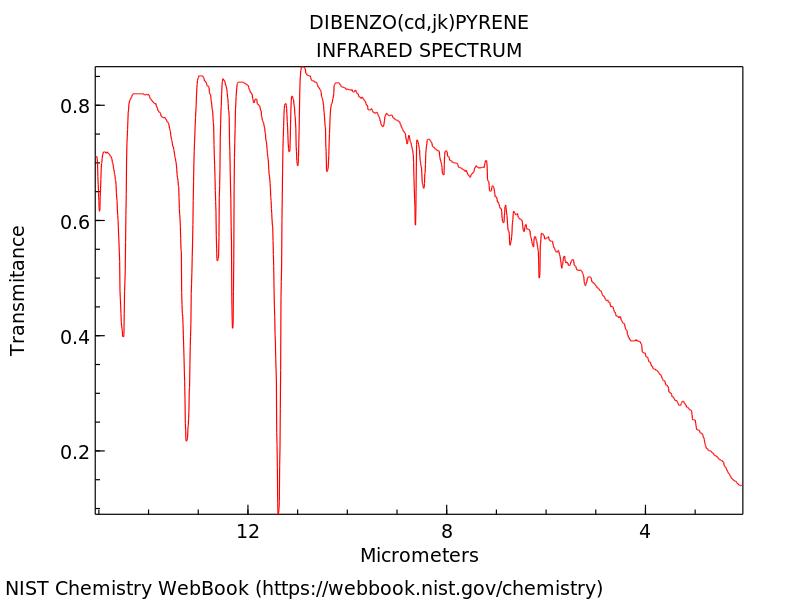 DIBENZO(cd,jk)PYRENE
INFRARED SPECTRUM
0.8
0.6
0.4
0.2
Transmitance
12
8
4
Micrometers
NIST Chemistry WebBook (https://webbook.nist.gov/chemistry)